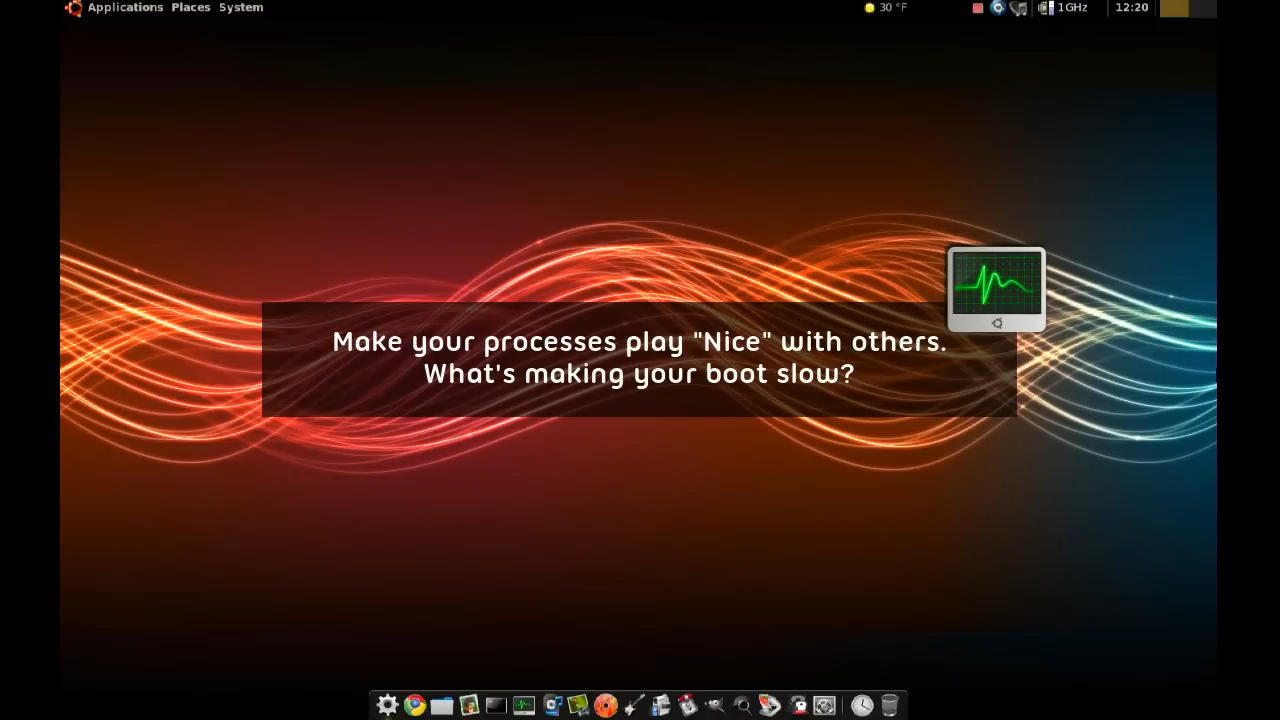 Applications Places System 30 °F 1GHz 12:20
Make your processes play "Nice" with others.
What's making your boot slow?